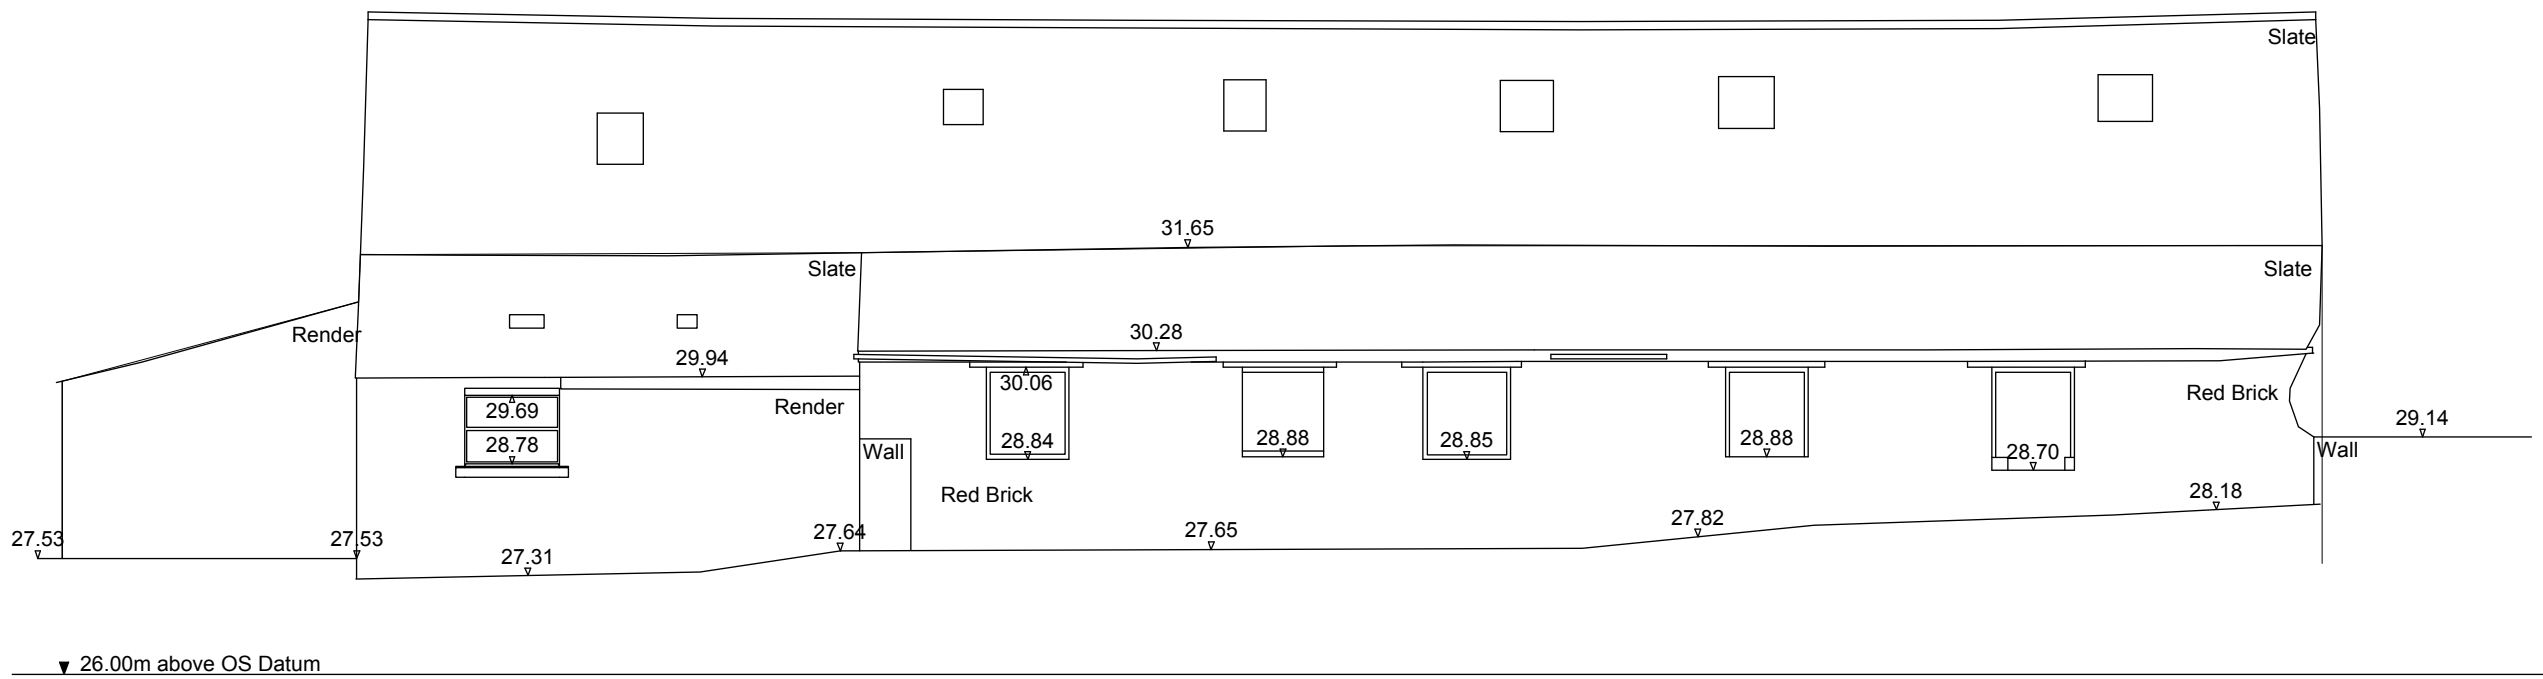 Slate
31.65
Slate
Slate
Render
30.28
29.94
30.06
29.69
Render
Red Brick
29.14
28.78
Wall
28.84
28.88
28.85
28.88
28.70
Wall
Red Brick
28.18
27.53
27.53
27.64
27.65
27.82
27.31
26.00m above OS Datum